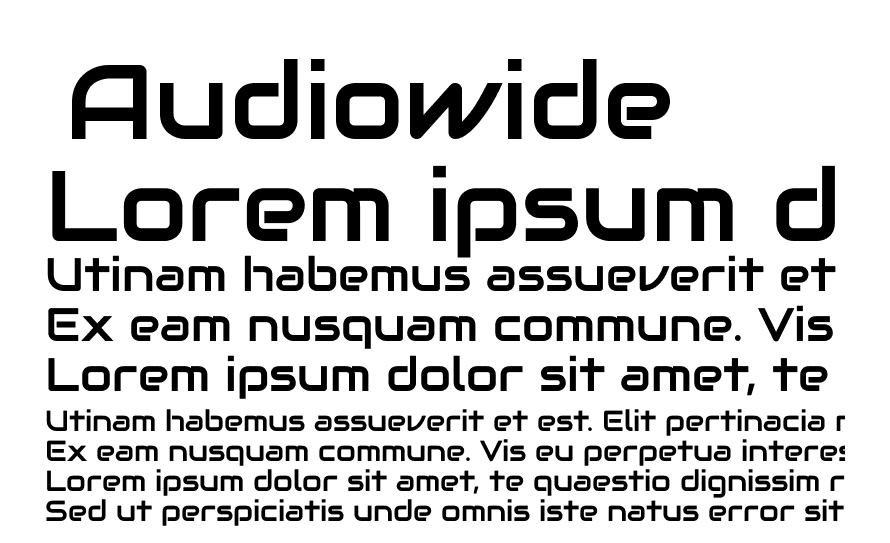 Audiowide
Lorem ipsum d
Utinam habemus assueverit et
Ex eam nusquam commune. Vis
Lorem ipsum dolor sit amet, te
Utinam habemus assueverit et est. Elit pertinacia
Ex eam nusquam commune. Vis eu perpetua interes
Lorem ipsum dolor sit amet, te quaestio dignissim
Sed ut perspiciatis unde omnis iste natus error sit